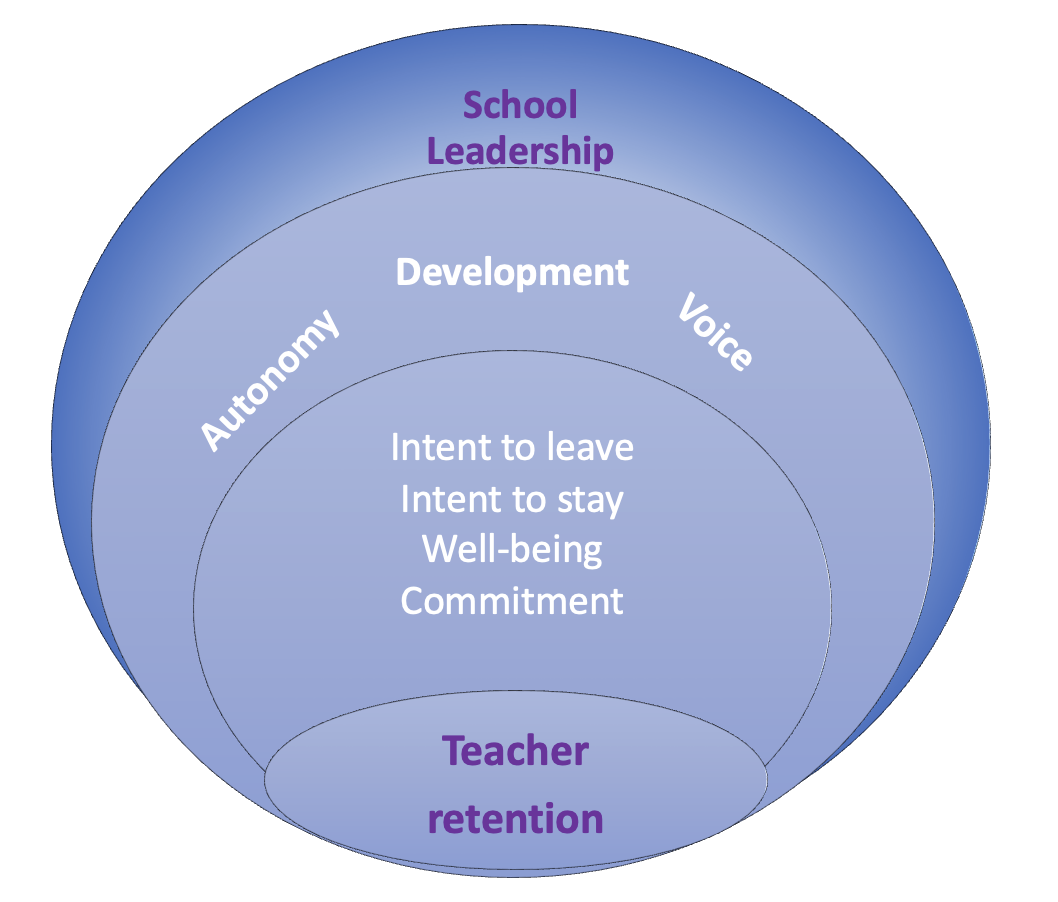 School
Leadership
Development
Autonomy
Voice
Intent to leave
Intent to stay
Well-being
Commitment
Teacher
retention